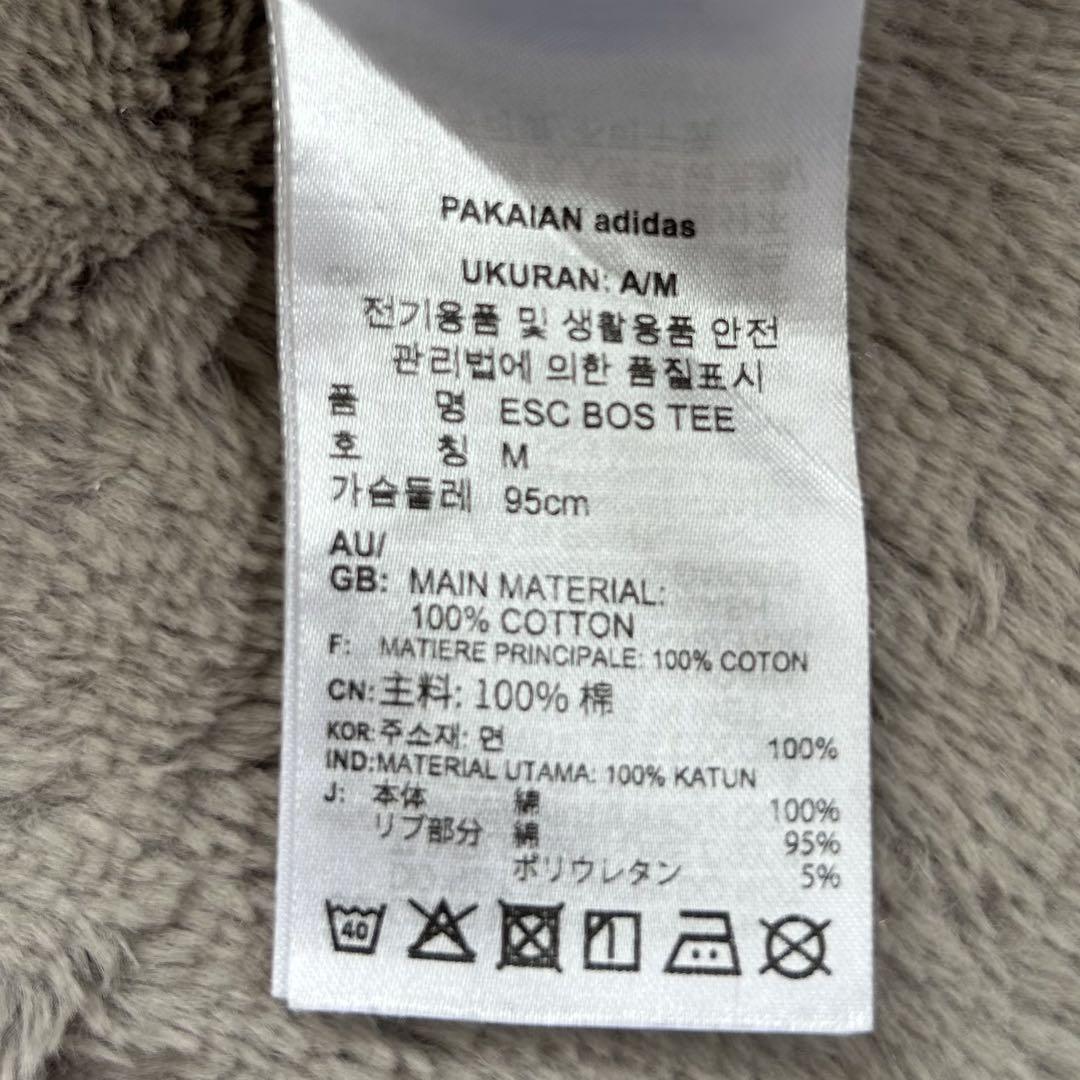 PAKAIAN adidas
UKURAN: A/M
전기용품 및 생활용품 안전
관리법에 의한 품질표시
품 명 ESC BOS TEE
호 칭 M
가슴둘레 95cm
AU/
GB: MAIN MATERIAL:
100% COTTON
F: MATIERE PRINCIPALE: 100% COTON
CN: 主料: 100% 棉
KOR: 주소재: 면 100%
IND: MATERIAL UTAMA: 100% KATUN
J: 本体 綿 100%
リブ部分 綿 95%
ポリウレタン 5%
40